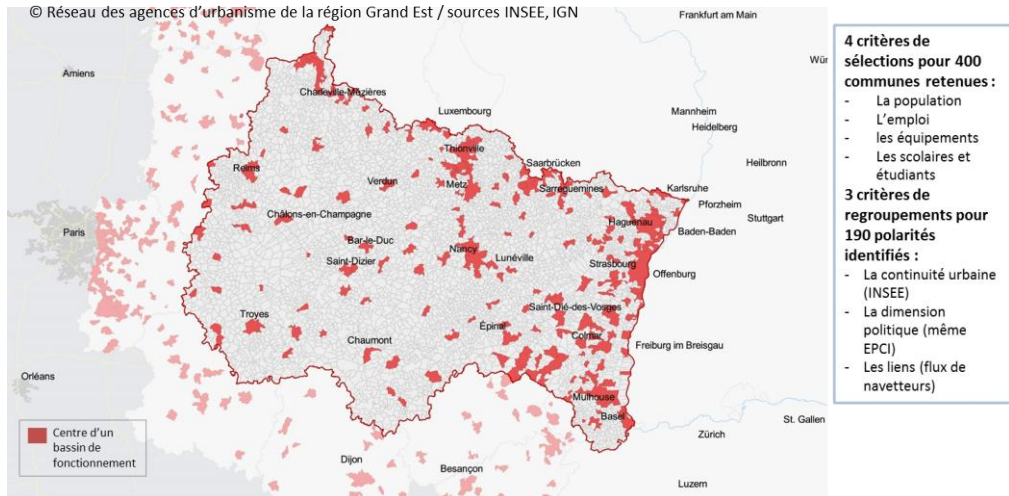 © Réseau des agences d'urbanisme de la région Grand Est / sources INSEE, IGN
Frankfurt am Main
Amiens
Charleville-Mézières
Luxembourg
Mannheim
Heidelberg
Thionville
Heilbronn
Reims
Saarbrücken
Verdun
Metz
Sarreguemines
Karlsruhe
Pforzheim
Stuttgart
Châlons-en-Champagne
Haguenau
Baden-Baden
Paris
Bar-le-Duc
Nancy
Saint-Dizier
Lunéville
Strasbourg
Offenburg
Troyes
Saint-Dié-des-Vosges
Épinal
Colmar
Chaumont
Freiburg im Breisgau
Orléans
Mulhouse
Basel
St. Gallen
Zürich
Dijon
Besançon
Luzern
Centre d'un
bassin de
fonctionnement
4 critères de
sélections pour 400
communes retenues :
- La population
- L'emploi
- les équipements
- Les scolaires et
étudiants
3 critères de
regroupements pour
190 polarités
identifiés :
- La continuité urbaine
(INSEE)
- La dimension
politique (même
EPCI)
- Les liens (flux de
navetteurs)